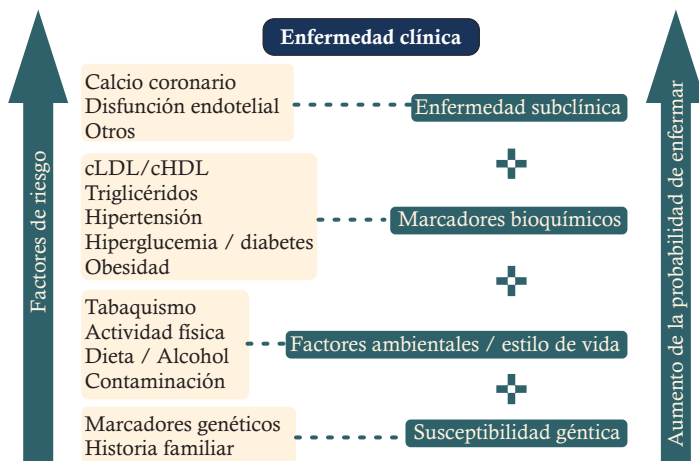 Enfermedad clínica
Factores de riesgo
Calcio coronario
Disfunción endotelial
Otros
Enfermedad subclínica
cLDL/cHDL
Triglicéridos
Hipertensión
Hiperglucemia / diabetes
Obesidad
Marcadores bioquímicos
Tabaquismo
Actividad física
Dieta / Alcohol
Contaminación
Factores ambientales / estilo de vida
Marcadores genéticos
Historia familiar
Susceptibilidad géntica
Aumento de la probabilidad de enfermar